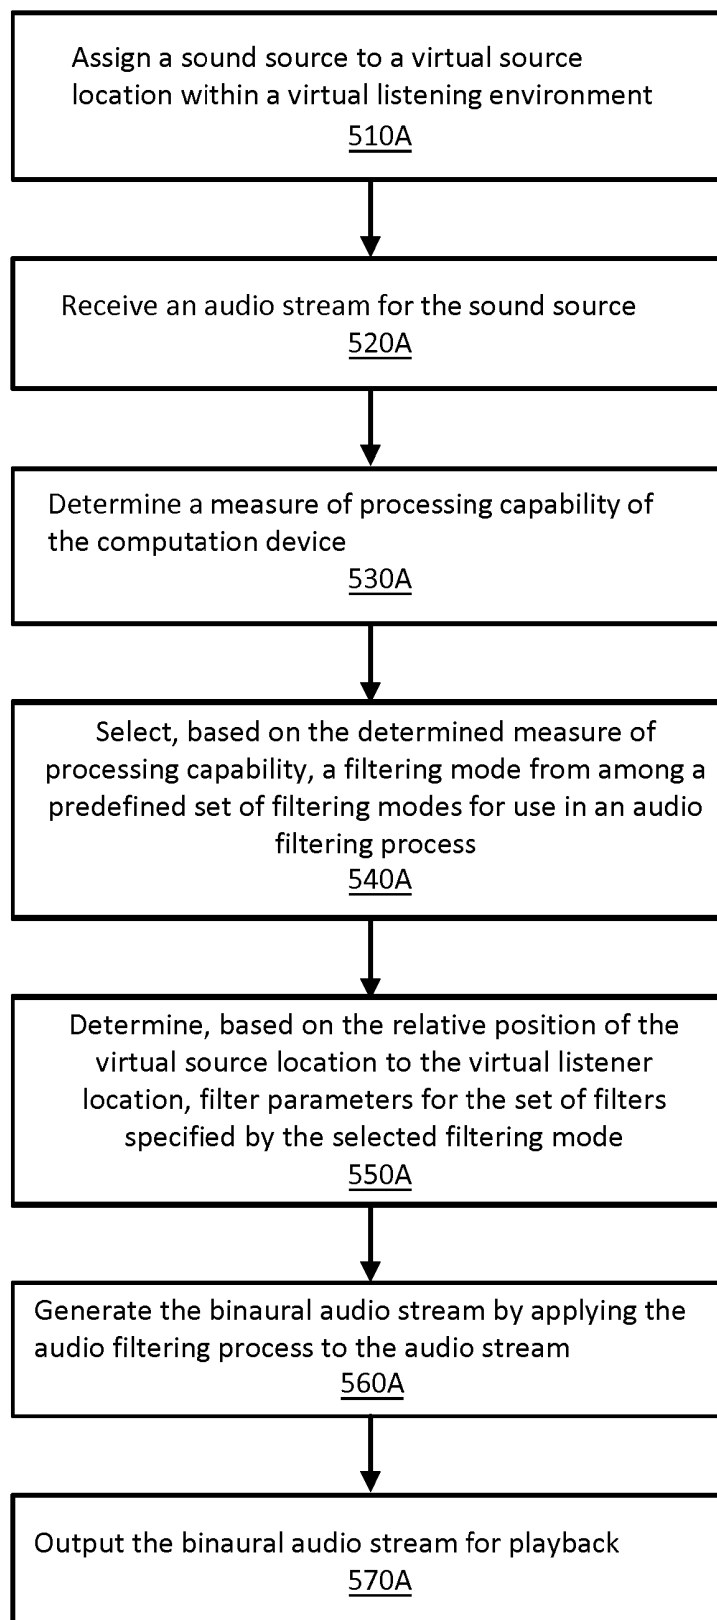 Assign a sound source to a virtual source
location within a virtual listening environment
510A
Receive an audio stream for the sound source
520A
Determine a measure of processing capability of
the computation device
530A
Select, based on the determined measure of
processing capability, a filtering mode from among a
predefined set of filtering modes for use in an audio
filtering process
540A
Determine, based on the relative position of the
virtual source location to the virtual listener
location, filter parameters for the set of filters
specified by the selected filtering mode
550A
Generate the binaural audio stream by applying the
audio filtering process to the audio stream
560A
Output the binaural audio stream for playback
570A